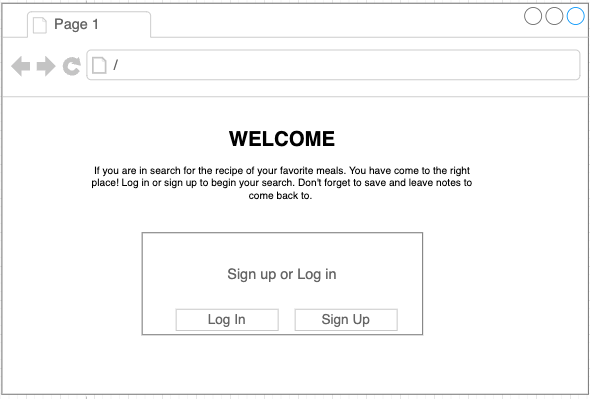 Page 1
/
WELCOME
If you are in search for the recipe of your favorite meals. You have come to the right
place! Log in or sign up to begin your search. Don't forget to save and leave notes to
come back to.
Sign up or Log in
Log In
Sign Up